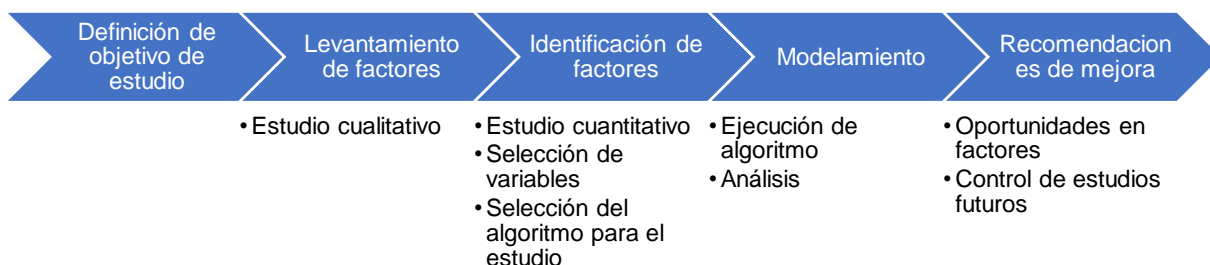 Definición de
objetivo de
estudio
Levantamiento
de factores
• Estudio cualitativo
Identificación de
factores
• Estudio cuantitativo
• Selección de
variables
• Selección del
algoritmo para el
estudio
Modelamiento
• Ejecución de
algoritmo
• Análisis
Recomendacion
es de mejora
• Oportunidades en
factores
• Control de estudios
futuros